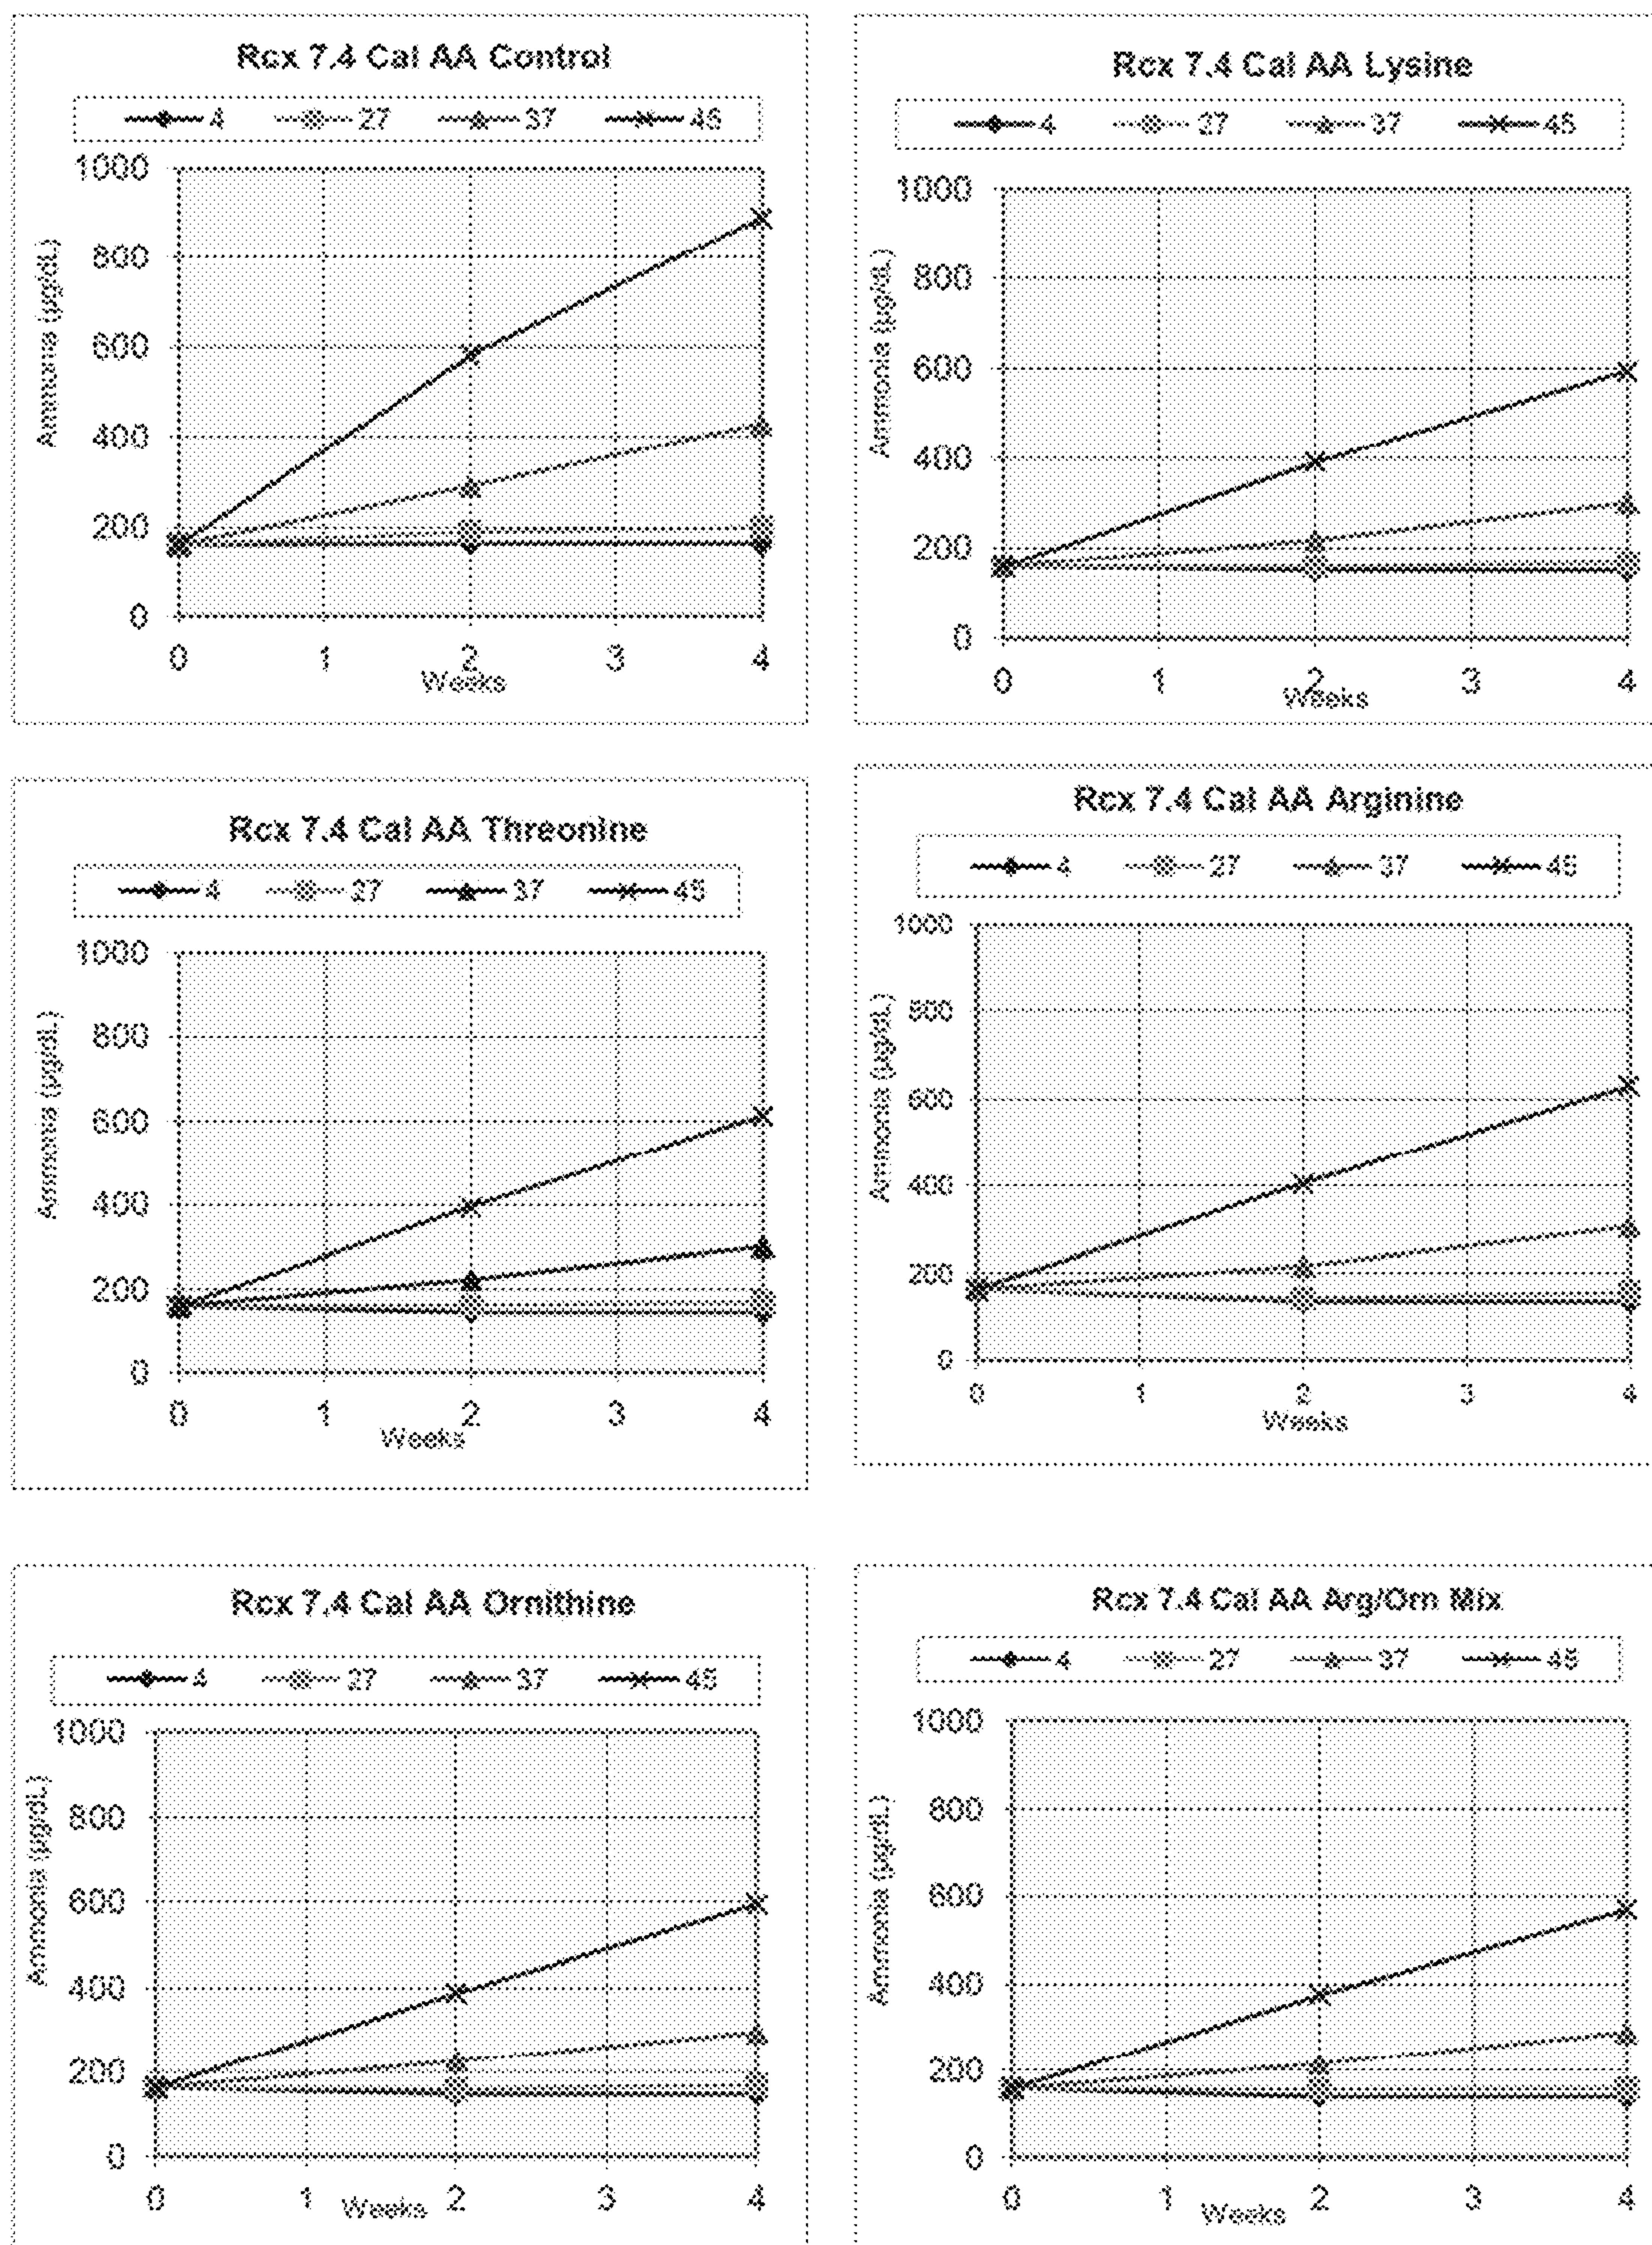 Rcx 7.4 Cal AA Control
4 27 37 45
1000
800
600
400
200
0
Ammonia (µg/dL)
0 1 2 3 4
Weeks
Rcx 7.4 Cal AA Lysine
4 27 37 45
1000
800
600
400
200
0
Ammonia (µg/dL)
0 1 2 3 4
Weeks
Rcx 7.4 Cal AA Threonine
4 27 37 45
1000
800
600
400
200
0
Ammonia (µg/dL)
0 1 2 3 4
Weeks
Rcx 7.4 Cal AA Arginine
4 27 37 45
1000
800
600
400
200
0
Ammonia (µg/dL)
0 1 2 3 4
Weeks
Rcx 7.4 Cal AA Ornithine
4 27 37 45
1000
800
600
400
200
0
Ammonia (µg/dL)
0 1 2 3 4
Weeks
Rcx 7.4 Cal AA Arg/Orn Mix
4 27 37 45
1000
800
600
400
200
0
Ammonia (µg/dL)
0 1 2 3 4
Weeks